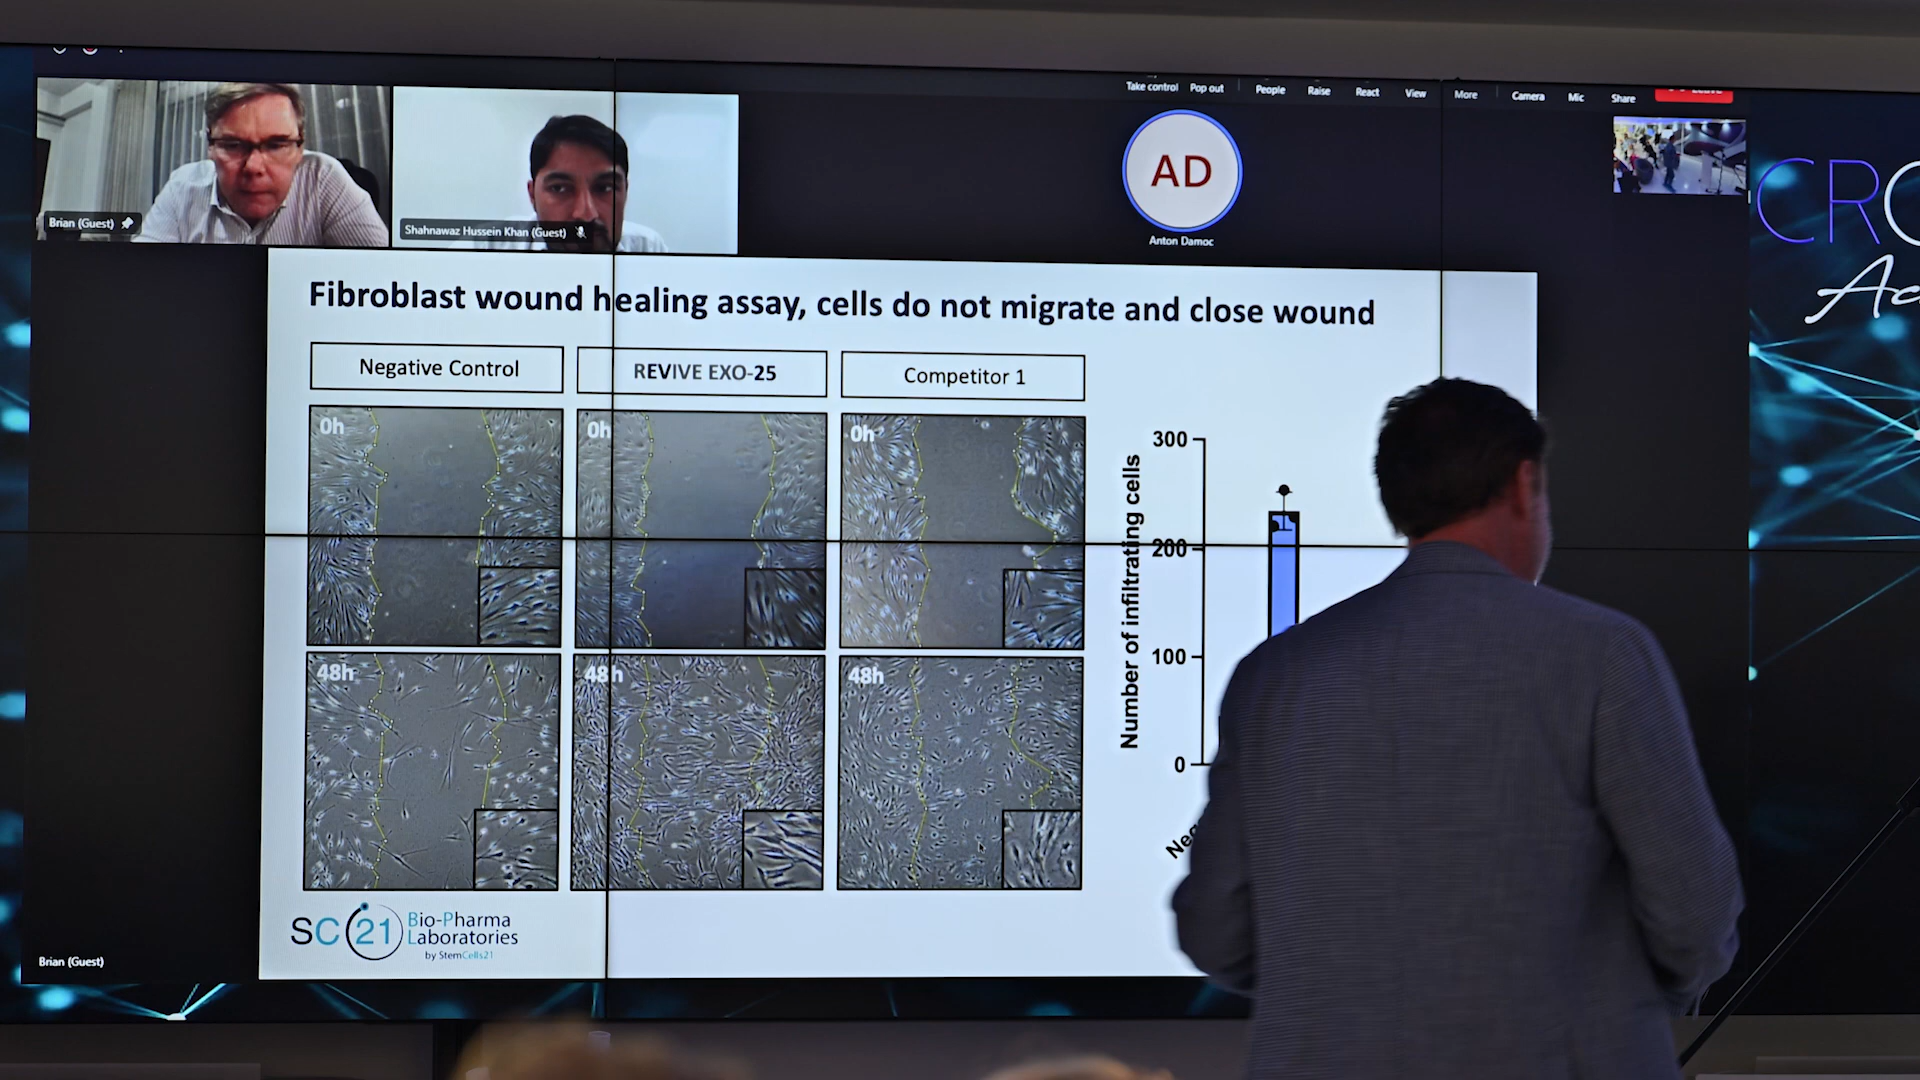 Take control Pop out People Raise React View More Camera Mic Share Leave
Brian (Guest)
Shahnawaz Hussein Khan (Guest)
AD
Anton Damoc
Fibroblast wound healing assay, cells do not migrate and close wound
Negative Control
REVIVE EXO-25
Competitor 1
0h
0h
0h
48h
48h
48h
Number of infiltrating cells
300
200
100
0
SC21 Bio-Pharma
Laboratories
by StemCells21
Brian (Guest)